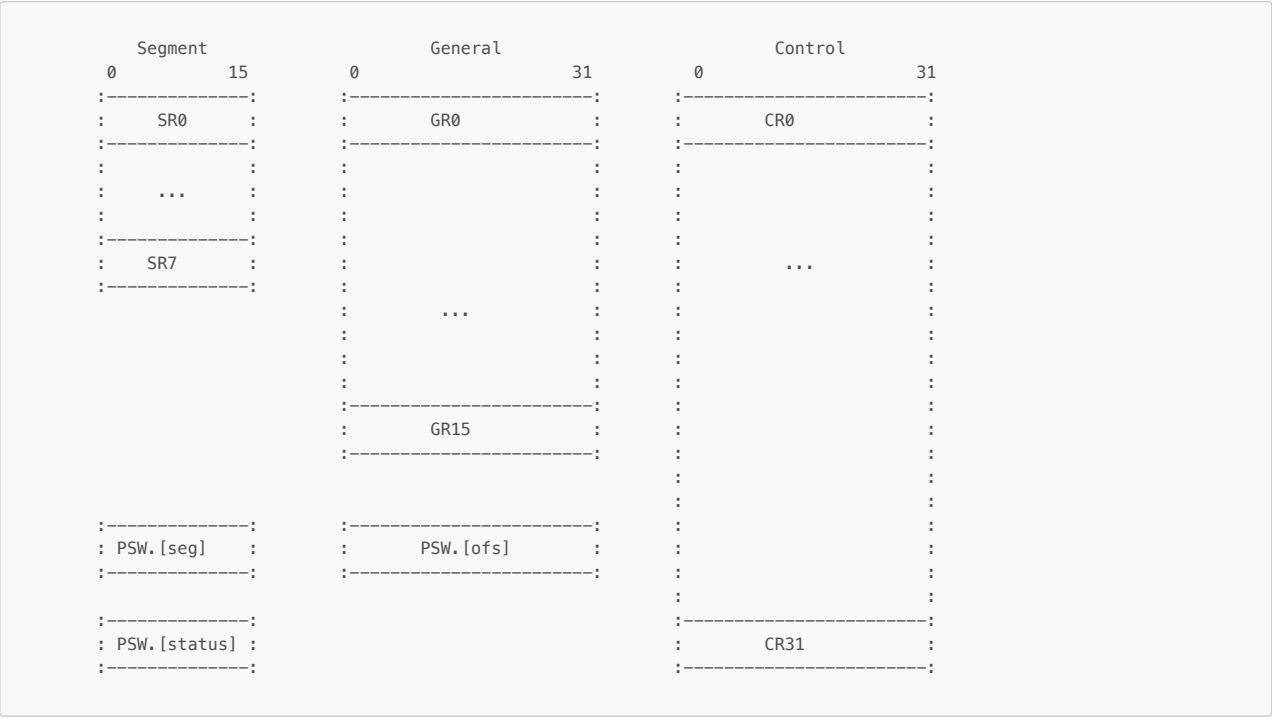 Segment                      General                           Control
 0           15          0                     31          0                     31
:--------------:        :------------------------:       :------------------------:
:     SR0      :        :        GR0             :       :        CR0             :
:--------------:        :------------------------:       :------------------------:
:              :        :                        :       :                        :
:     ...      :        :                        :       :                        :
:              :        :                        :       :                        :
:--------------:        :                        :       :                        :
:    SR7       :        :                        :       :          ...           :
:--------------:        :                        :       :                        :
                        :         ...            :       :                        :
                        :                        :       :                        :
                        :                        :       :                        :
                        :                        :       :                        :
                        :------------------------:       :                        :
                        :        GR15            :       :                        :
                        :------------------------:       :                        :
                                                         :                        :
                                                         :                        :
:--------------:        :------------------------:       :                        :
: PSW.[seg]    :        :       PSW.[ofs]        :       :                        :
:--------------:        :------------------------:       :                        :
                                                         :                        :
:--------------:                                         :------------------------:
: PSW.[status] :                                         :        CR31            :
:--------------:                                         :------------------------: